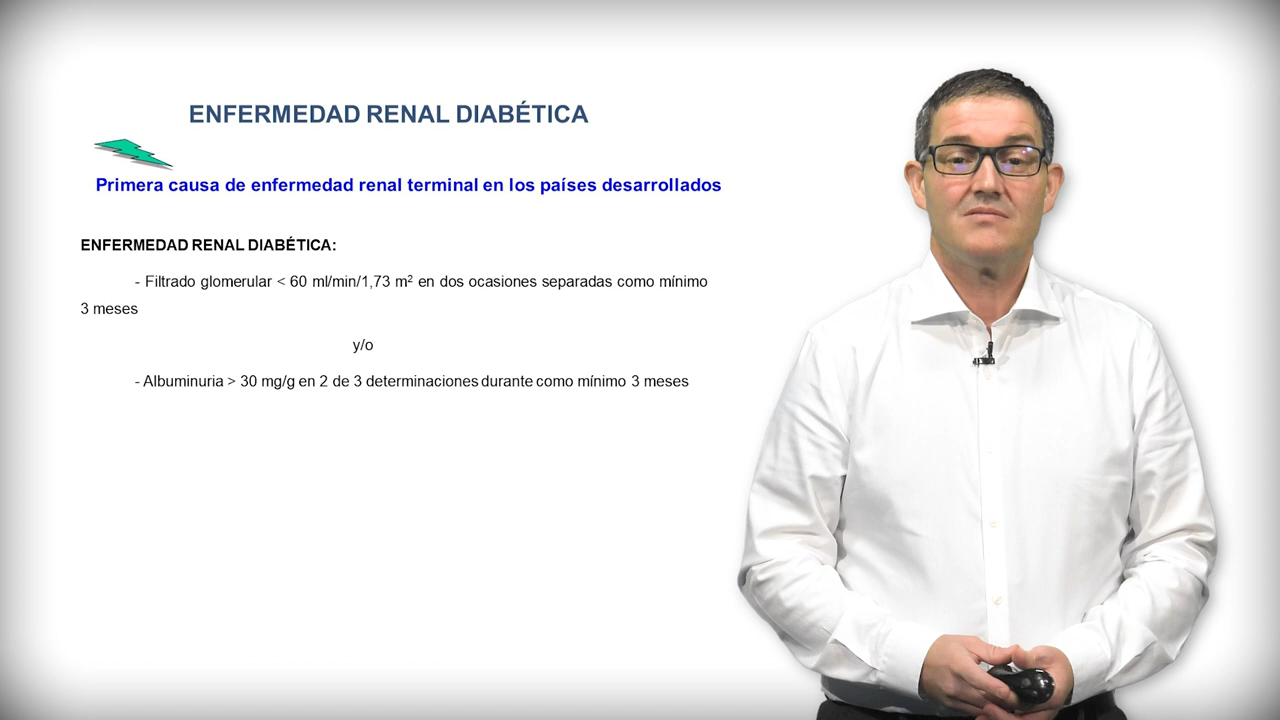 ENFERMEDAD RENAL DIABÉTICA
Primera causa de enfermedad renal terminal en los países desarrollados
ENFERMEDAD RENAL DIABÉTICA:
- Filtrado glomerular < 60 ml/min/1,73 m² en dos ocasiones separadas como mínimo
3 meses
y/o
- Albuminuria > 30 mg/g en 2 de 3 determinaciones durante como mínimo 3 meses